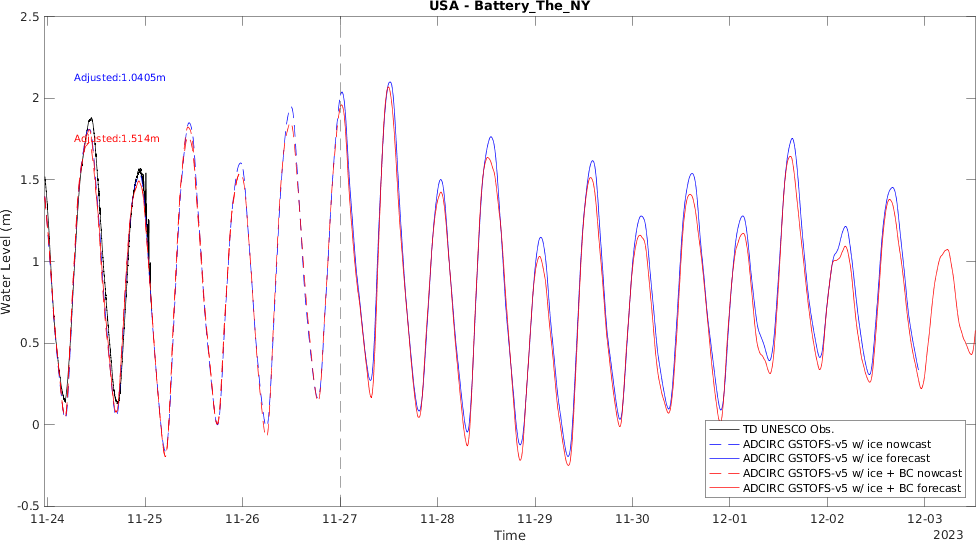 USA - Battery_The_NY
2.5
2
1.5
1
0.5
0
-0.5
Water Level (m)
Adjusted:1.0405m
Adjusted:1.514m
TD UNESCO Obs.
ADCIRC GSTOFS-v5 w/ ice nowcast
ADCIRC GSTOFS-v5 w/ ice forecast
ADCIRC GSTOFS-v5 w/ ice + BC nowcast
ADCIRC GSTOFS-v5 w/ ice + BC forecast
11-24 11-25 11-26 11-27 11-28 11-29 11-30 12-01 12-02 12-03
Time
2023